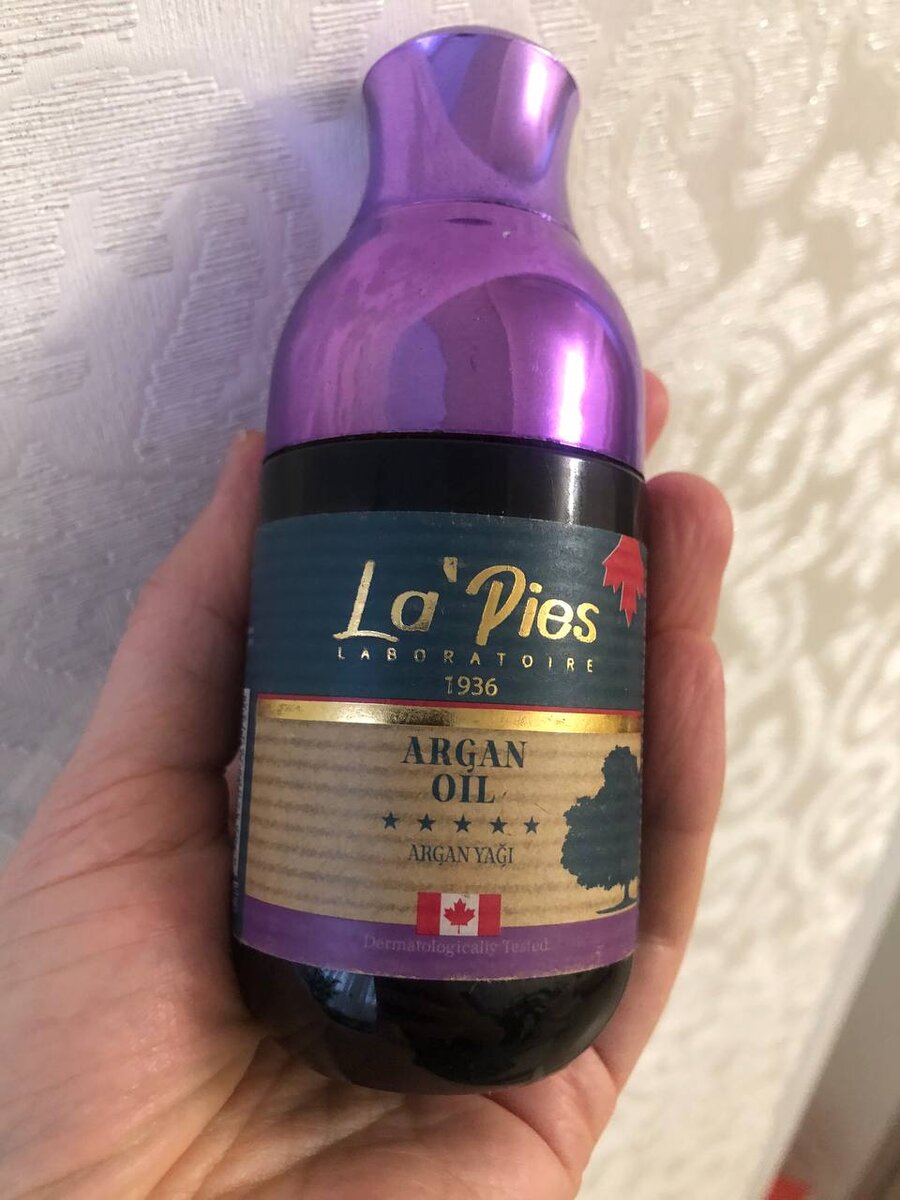 La'Pies
LABORATOIRE
1936
ARGAN
OIL
ARGAN YAĞI
Dermatologically Tested